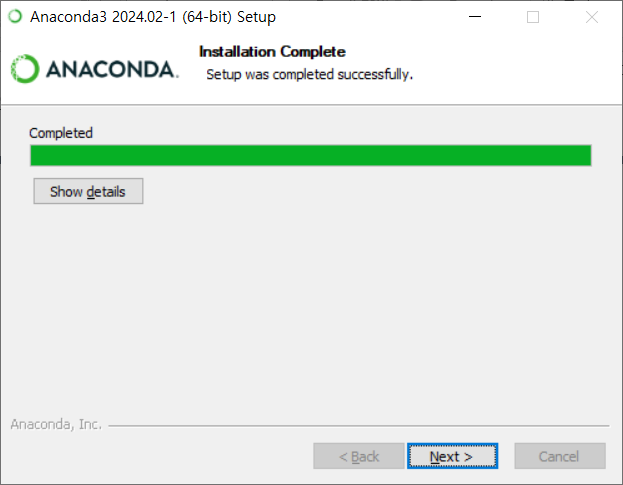 Anaconda3 2024.02-1 (64-bit) Setup
Installation Complete
ANACONDA.
Setup was completed successfully.
Completed
Show details
Anaconda, Inc.
< Back
Next >
Cancel